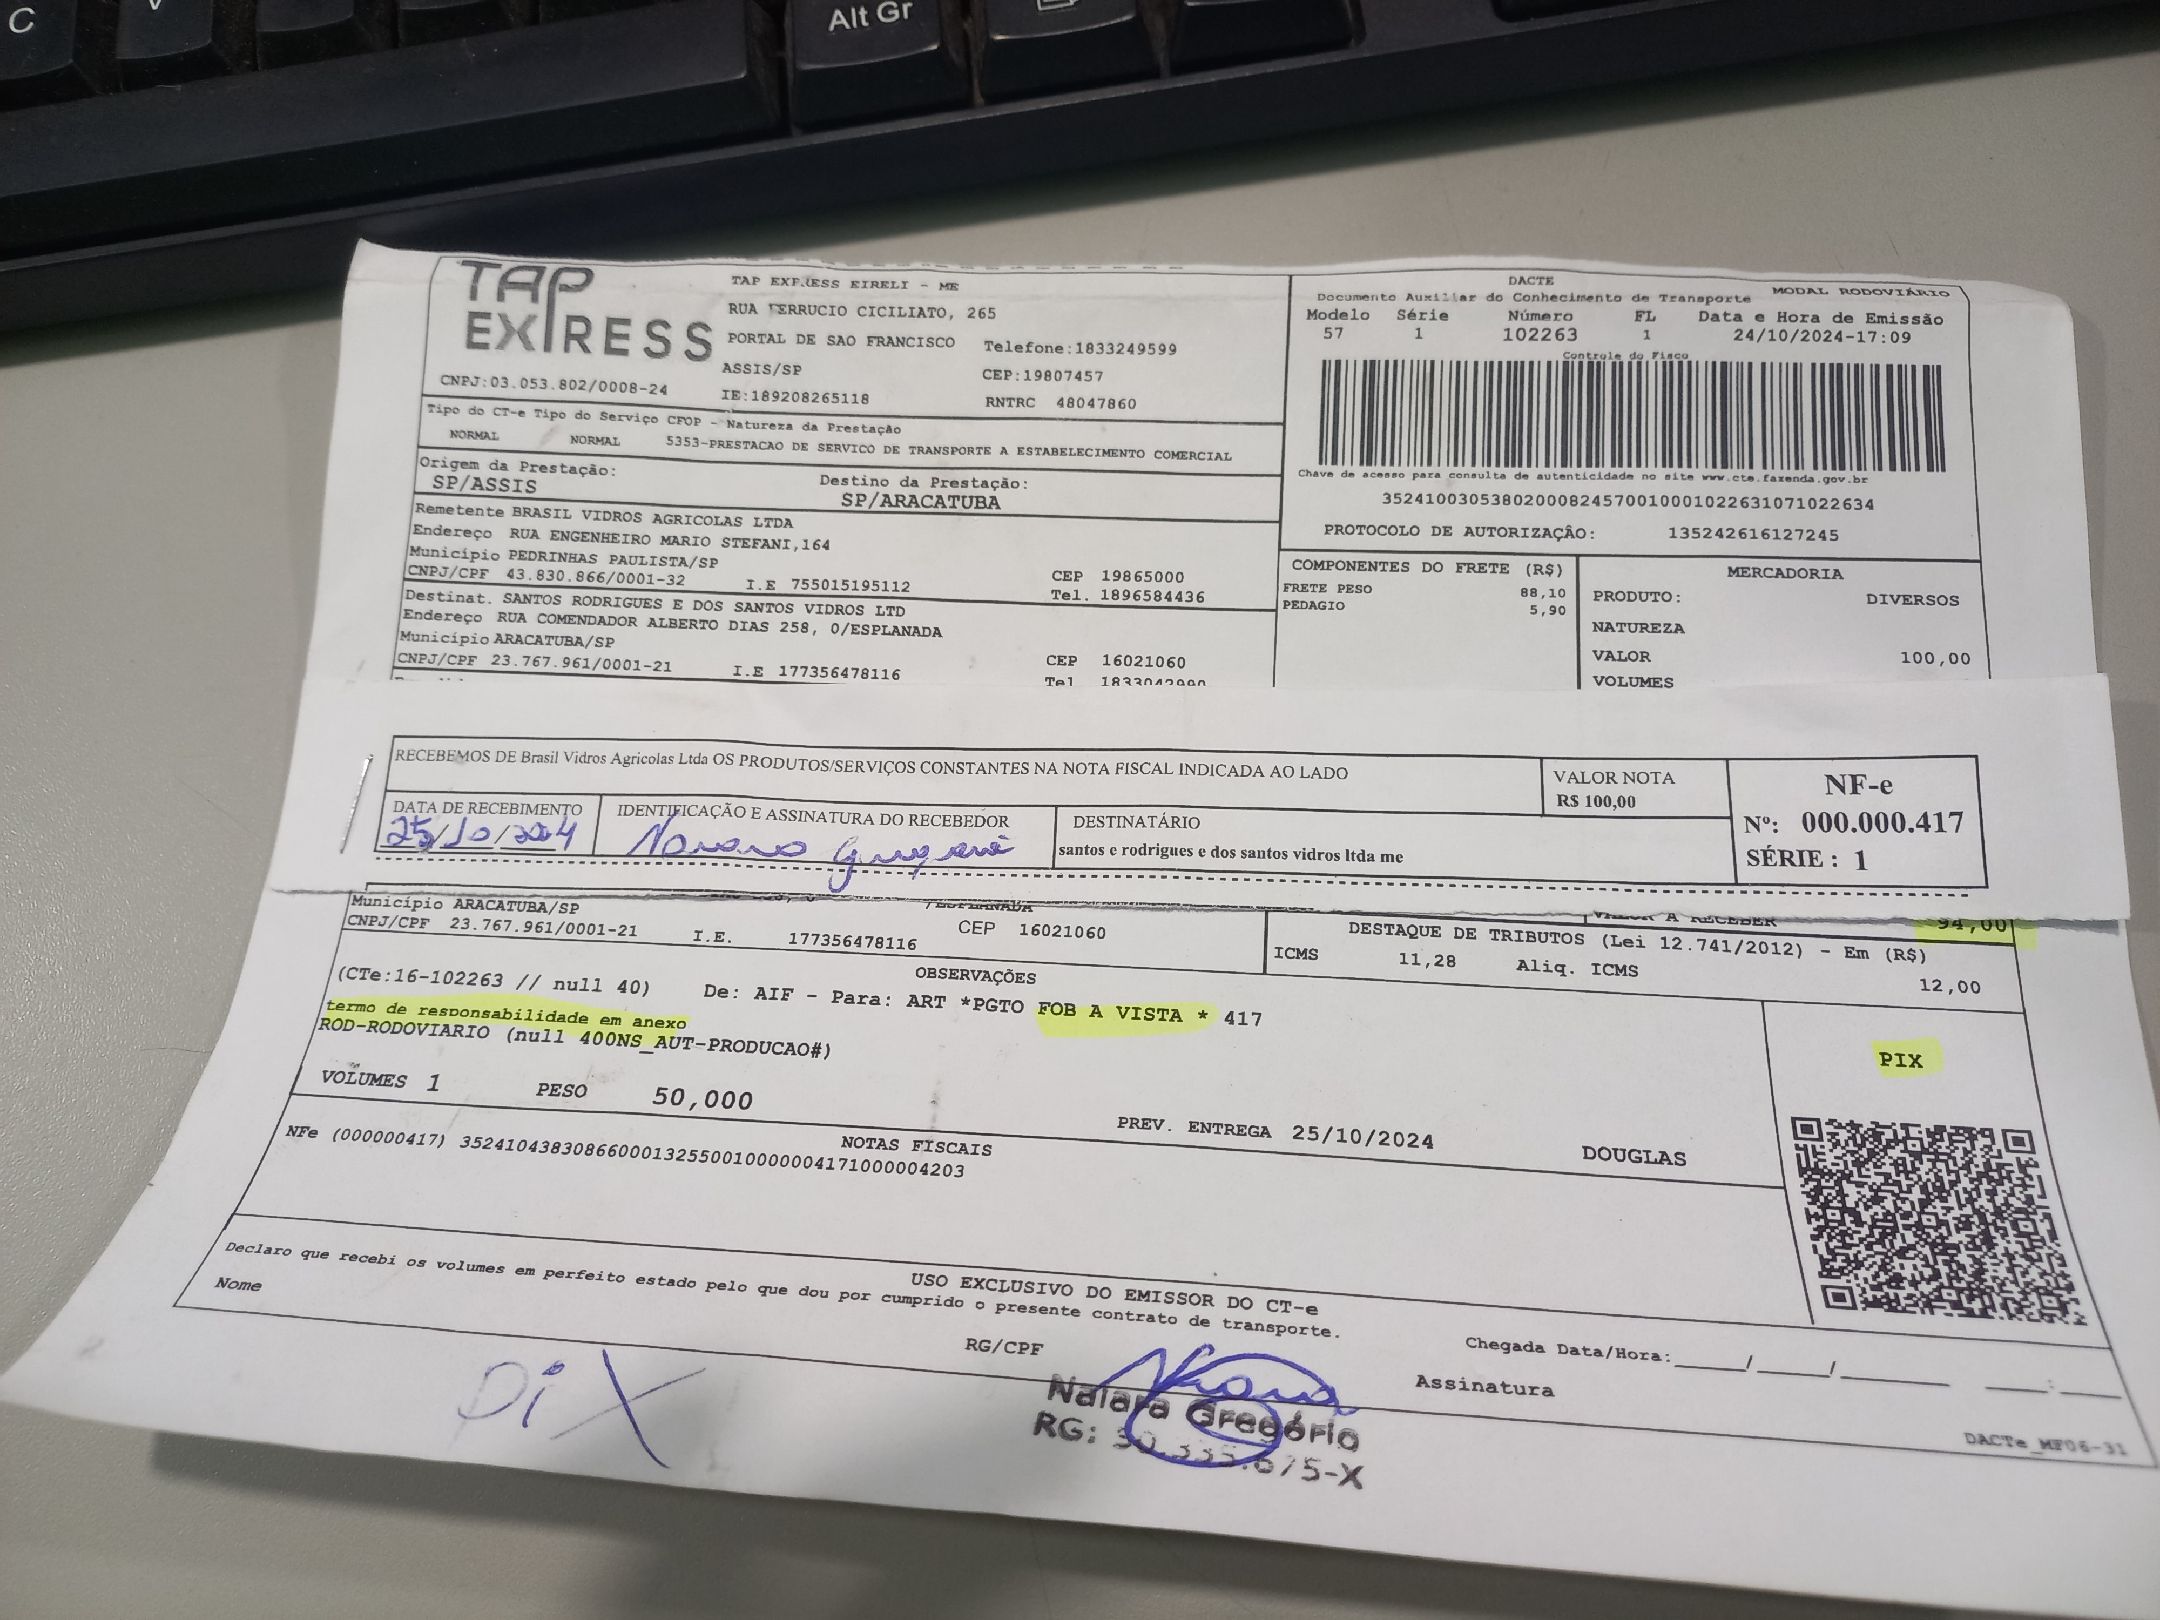 C
V
Alt Gr
TAP
EXPRESS
CNPJ:03.053.802/0008-24
TAP EXPRESS EIRELI - ME
RUA FERRUCIO CICILIATO, 265
PORTAL DE SAO FRANCISCO Telefone:1833249599
ASSIS/SP CEP:19807457
IE:189208265118 RNTRC 48047860
DACTE MODAL RODOVIÁRIO
Documento Auxiliar do Conhecimento de Transporte
Modelo Série Número FL Data e Hora de Emissão
57 1 102263 1 24/10/2024-17:09
Controle do Fisco
Chave de acesso para consulta de autenticidade no site www.cte.fazenda.gov.br
35241003053802000824570010001022631071022634
PROTOCOLO DE AUTORIZAÇÂO: 135242616127245
Tipo do CT-e Tipo do Serviço CFOP - Natureza da Prestação
NORMAL NORMAL 5353-PRESTACAO DE SERVICO DE TRANSPORTE A ESTABELECIMENTO COMERCIAL
Origem da Prestação: Destino da Prestação:
SP/ASSIS SP/ARACATUBA
Remetente BRASIL VIDROS AGRICOLAS LTDA
Endereço RUA ENGENHEIRO MARIO STEFANI,164
Município PEDRINHAS PAULISTA/SP CEP 19865000
CNPJ/CPF 43.830.866/0001-32 I.E 755015195112 Tel. 1896584436
Destinat. SANTOS RODRIGUES E DOS SANTOS VIDROS LTD
Endereço RUA COMENDADOR ALBERTO DIAS 258, 0/ESPLANADA
Município ARACATUBA/SP CEP 16021060
CNPJ/CPF 23.767.961/0001-21 I.E 177356478116 Tel 1833042990
COMPONENTES DO FRETE (R$)
FRETE PESO 88,10
PEDAGIO 5,90
MERCADORIA
PRODUTO: DIVERSOS
NATUREZA
VALOR 100,00
VOLUMES
RECEBEMOS DE Brasil Vidros Agricolas Ltda OS PRODUTOS/SERVIÇOS CONSTANTES NA NOTA FISCAL INDICADA AO LADO
VALOR NOTA
R$ 100,00
NF-e
Nº: 000.000.417
SÉRIE : 1
DATA DE RECEBIMENTO
25/10/2024
IDENTIFICAÇÃO E ASSINATURA DO RECEBEDOR
DESTINATÁRIO
santos e rodrigues e dos santos vidros ltda me
/ESPLANADA
Município ARACATUBA/SP CEP 16021060
CNPJ/CPF 23.767.961/0001-21 I.E. 177356478116
VALOR A RECEBER 94,00
DESTAQUE DE TRIBUTOS (Lei 12.741/2012) - Em (R$)
ICMS 11,28 Aliq. ICMS 12,00
OBSERVAÇÕES
(CTe:16-102263 // null 40) De: AIF - Para: ART *PGTO FOB A VISTA * 417
termo de responsabilidade em anexo
ROD-RODOVIARIO (null 400NS_AUT-PRODUCAO#)
VOLUMES 1 PESO 50,000
PREV. ENTREGA 25/10/2024 DOUGLAS
PIX
NOTAS FISCAIS
NFe (000000417) 35241043830866000132550010000004171000004203
USO EXCLUSIVO DO EMISSOR DO CT-e
Declaro que recebi os volumes em perfeito estado pelo que dou por cumprido o presente contrato de transporte.
Nome RG/CPF Assinatura Chegada Data/Hora:
pix
Naiara Gregório
RG: 30.335.675-X
DACTe_MF06-31